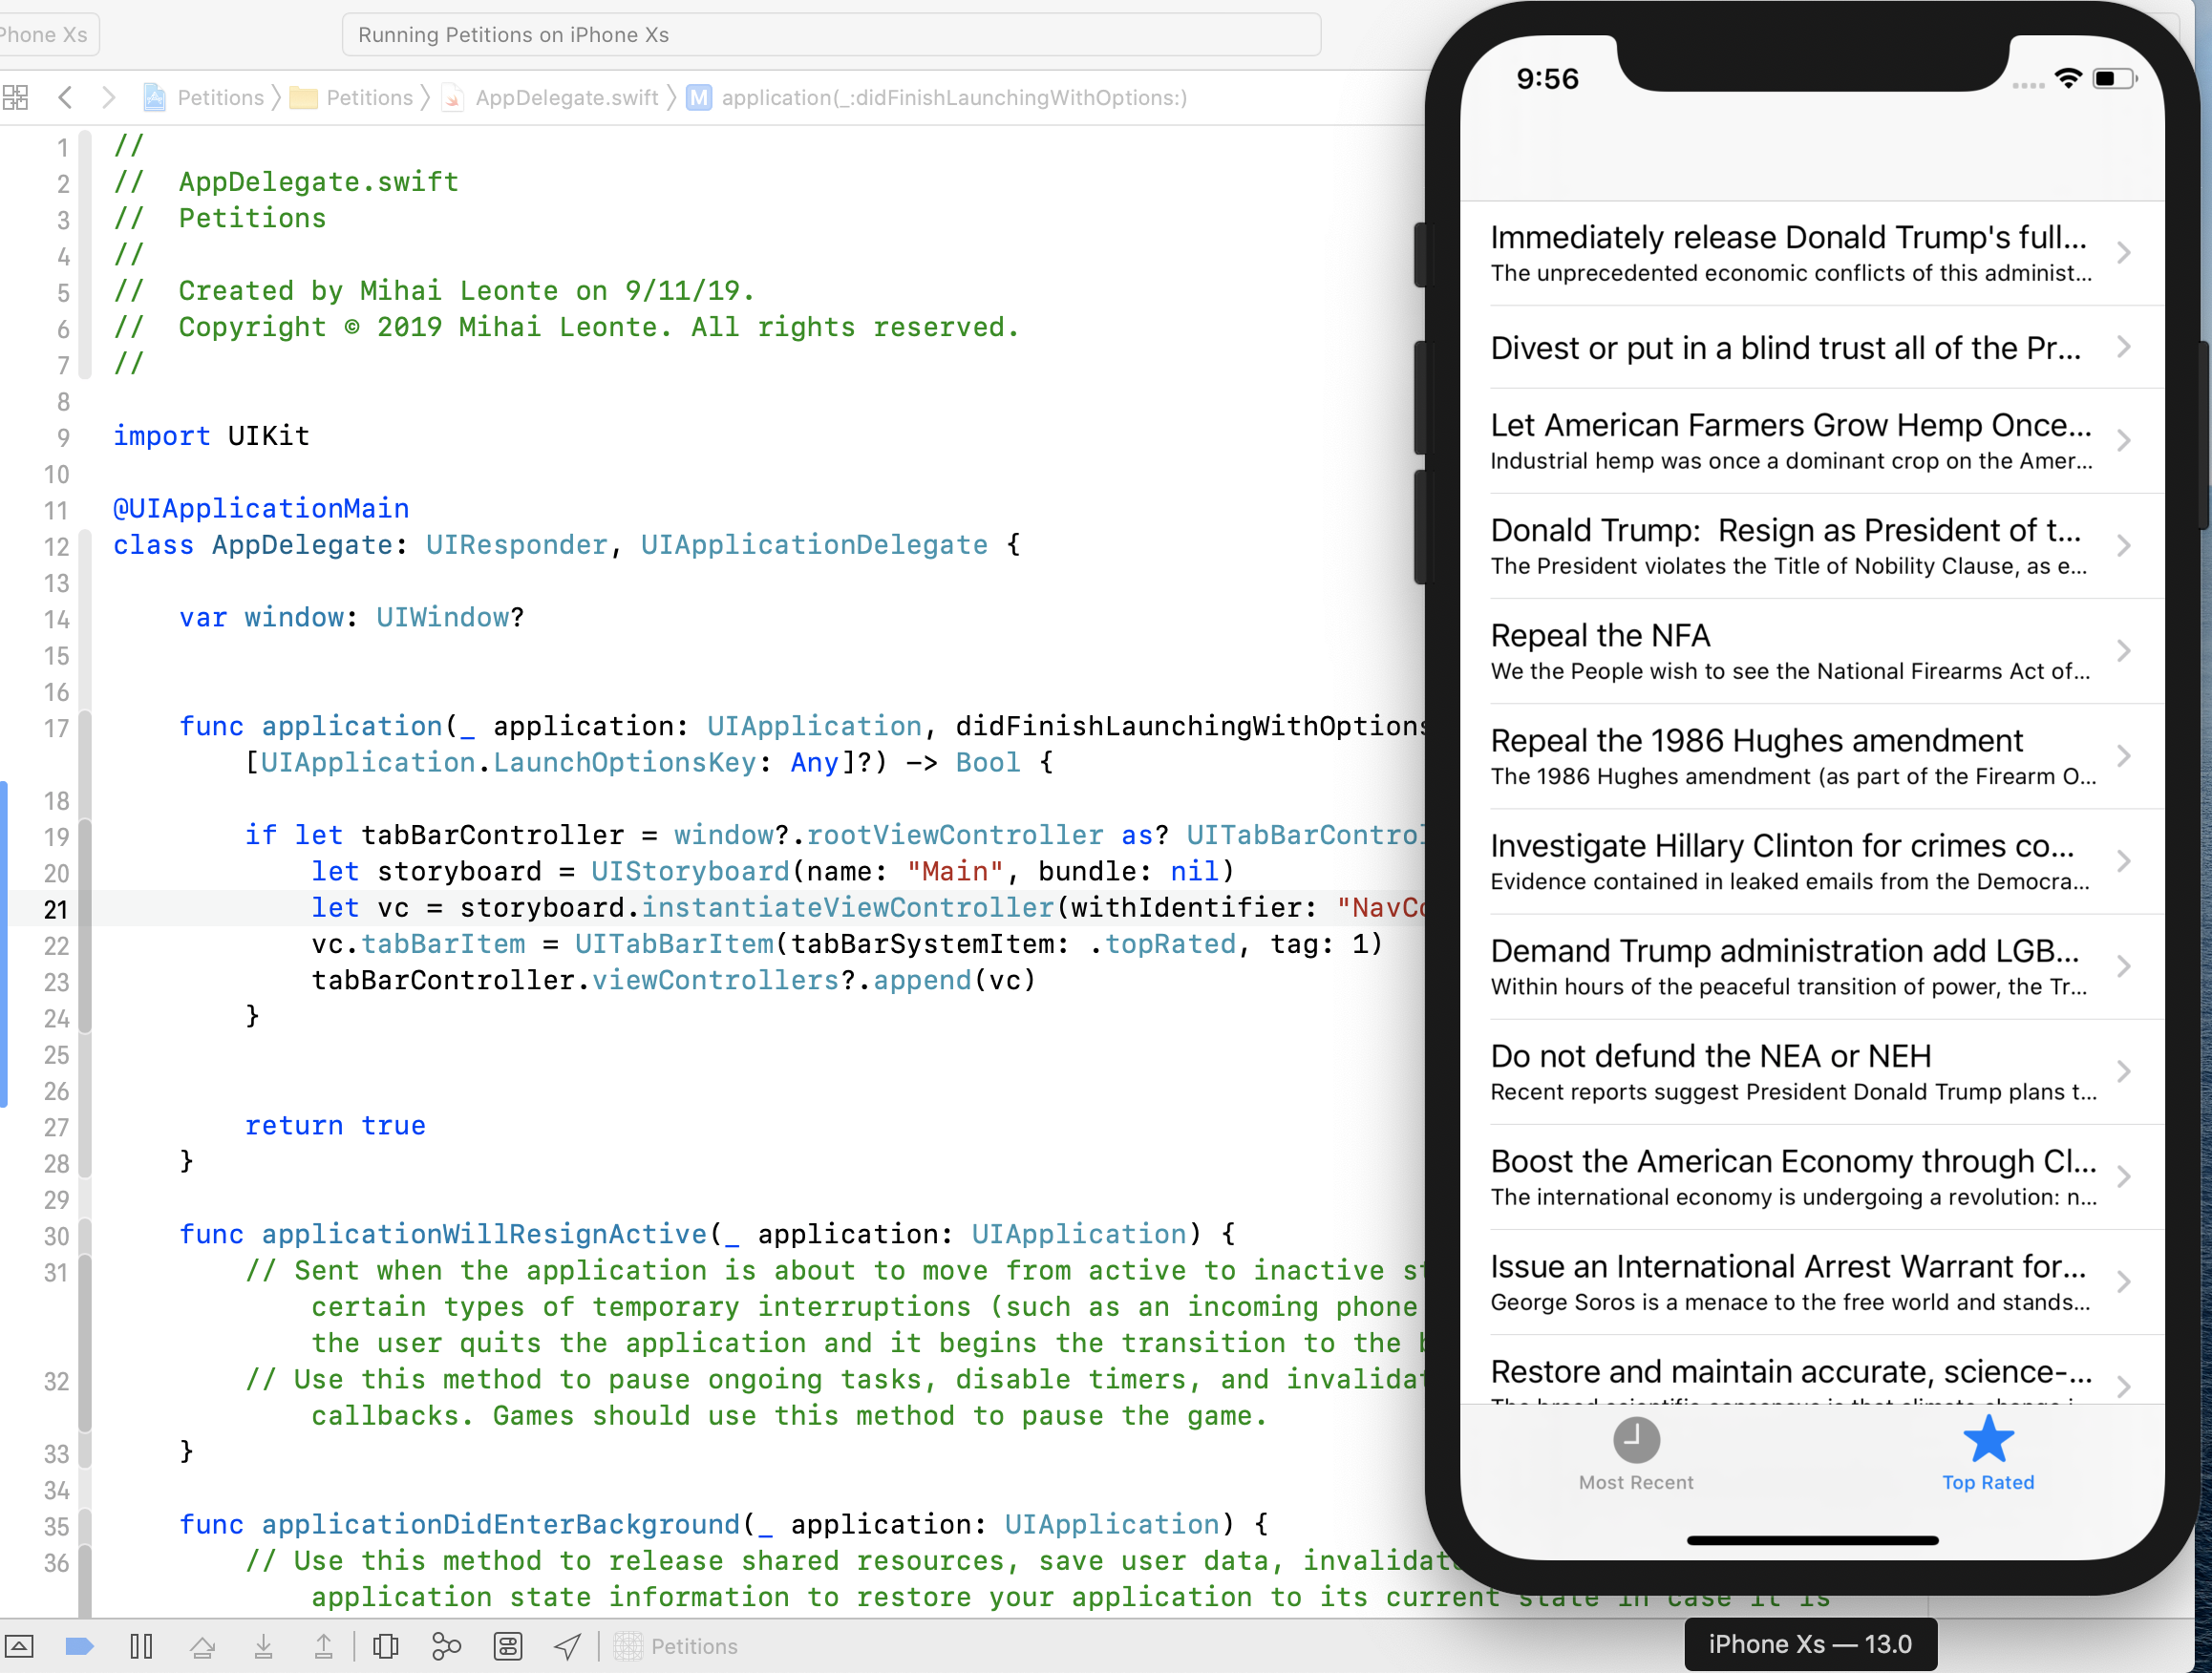 Phone Xs
Running Petitions on iPhone Xs
Petitions
Petitions
AppDelegate.swift
M
application(_:didFinishLaunchingWithOptions:)
1 //
2 //  AppDelegate.swift
3 //  Petitions
4 //
5 //  Created by Mihai Leonte on 9/11/19.
6 //  Copyright © 2019 Mihai Leonte. All rights reserved.
7 //
8
9 import UIKit
10
11 @UIApplicationMain
12 class AppDelegate: UIResponder, UIApplicationDelegate {
13
14     var window: UIWindow?
15
16
17     func application(_ application: UIApplication, didFinishLaunchingWithOptions
        [UIApplication.LaunchOptionsKey: Any]?) -> Bool {
18
19         if let tabBarController = window?.rootViewController as? UITabBarControl
20             let storyboard = UIStoryboard(name: "Main", bundle: nil)
21             let vc = storyboard.instantiateViewController(withIdentifier: "NavCo
22             vc.tabBarItem = UITabBarItem(tabBarSystemItem: .topRated, tag: 1)
23             tabBarController.viewControllers?.append(vc)
24         }
25
26
27         return true
28     }
29
30     func applicationWillResignActive(_ application: UIApplication) {
31         // Sent when the application is about to move from active to inactive st
            certain types of temporary interruptions (such as an incoming phone
            the user quits the application and it begins the transition to the b
32         // Use this method to pause ongoing tasks, disable timers, and invalidat
            callbacks. Games should use this method to pause the game.
33     }
34
35     func applicationDidEnterBackground(_ application: UIApplication) {
36         // Use this method to release shared resources, save user data, invalidat
            application state information to restore your application to its current state in case it is
Petitions
9:56
Immediately release Donald Trump's full...
The unprecedented economic conflicts of this administ...
Divest or put in a blind trust all of the Pr...
Let American Farmers Grow Hemp Once...
Industrial hemp was once a dominant crop on the Amer...
Donald Trump:  Resign as President of t...
The President violates the Title of Nobility Clause, as e...
Repeal the NFA
We the People wish to see the National Firearms Act of...
Repeal the 1986 Hughes amendment
The 1986 Hughes amendment (as part of the Firearm O...
Investigate Hillary Clinton for crimes co...
Evidence contained in leaked emails from the Democra...
Demand Trump administration add LGB...
Within hours of the peaceful transition of power, the Tr...
Do not defund the NEA or NEH
Recent reports suggest President Donald Trump plans t...
Boost the American Economy through Cl...
The international economy is undergoing a revolution: n...
Issue an International Arrest Warrant for...
George Soros is a menace to the free world and stands...
Restore and maintain accurate, science-...
The broad scientific consensus is that climate change i...
Most Recent
Top Rated
iPhone Xs — 13.0